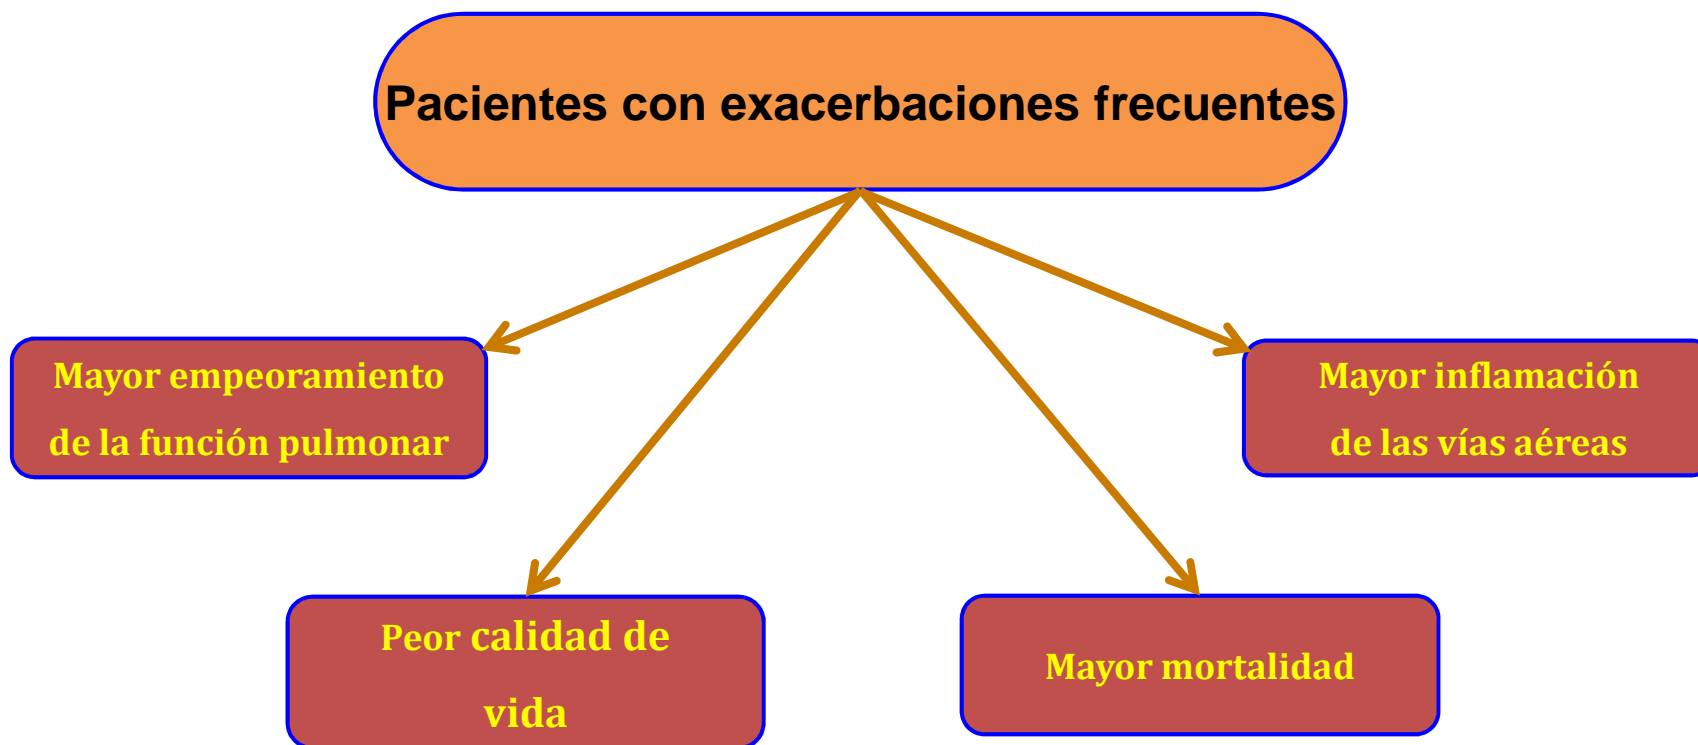 Pacientes con exacerbaciones frecuentes
Mayor empeoramiento
de la función pulmonar
Mayor inflamación
de las vías aéreas
Peor calidad de
vida
Mayor mortalidad